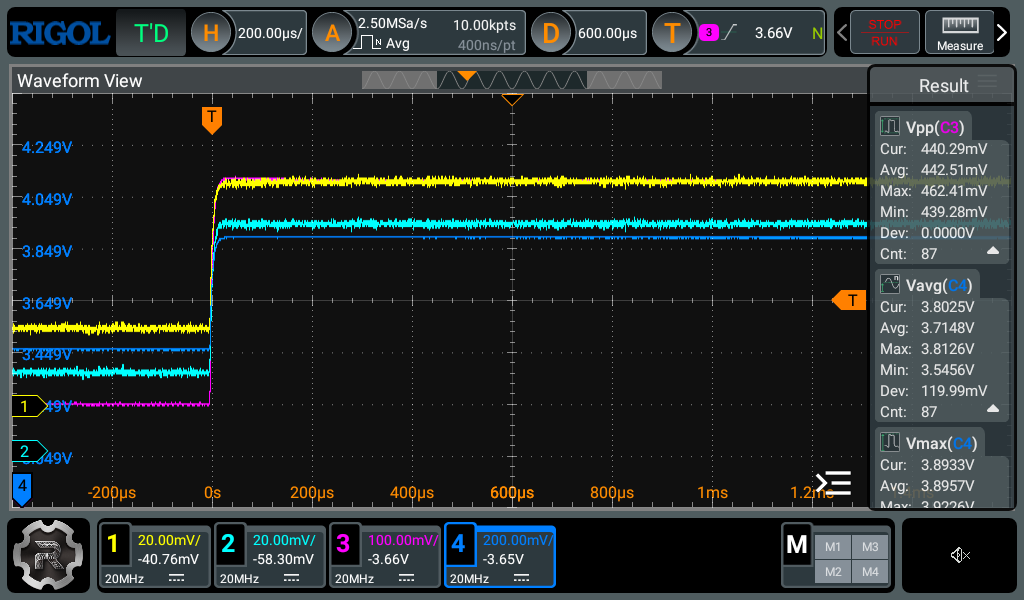 RIGOL
T'D
H
200.00µs/
A
2.50MSa/s
10.00kpts
N Avg
400ns/pt
D
600.00µs
T
3
3.66V
N
STOP
RUN
Measure
Waveform View
T
4.249V
4.049V
3.849V
3.649V
3.449V
1
2
4
T
-200µs
0s
200µs
400µs
600µs
800µs
1ms
1.2ms
Result
Vpp(C3)
Cur: 440.29mV
Avg: 442.51mV
Max: 462.41mV
Min: 439.28mV
Dev: 0.0000V
Cnt: 87
Vavg(C4)
Cur: 3.8025V
Avg: 3.7148V
Max: 3.8126V
Min: 3.5456V
Dev: 119.99mV
Cnt: 87
Vmax(C4)
Cur: 3.8933V
Avg: 3.8957V
Max: 3.9226V
1
20.00mV/
-40.76mV
20MHz
2
20.00mV/
-58.30mV
20MHz
3
100.00mV/
-3.66V
20MHz
4
200.00mV/
-3.65V
20MHz
M
M1
M3
M2
M4